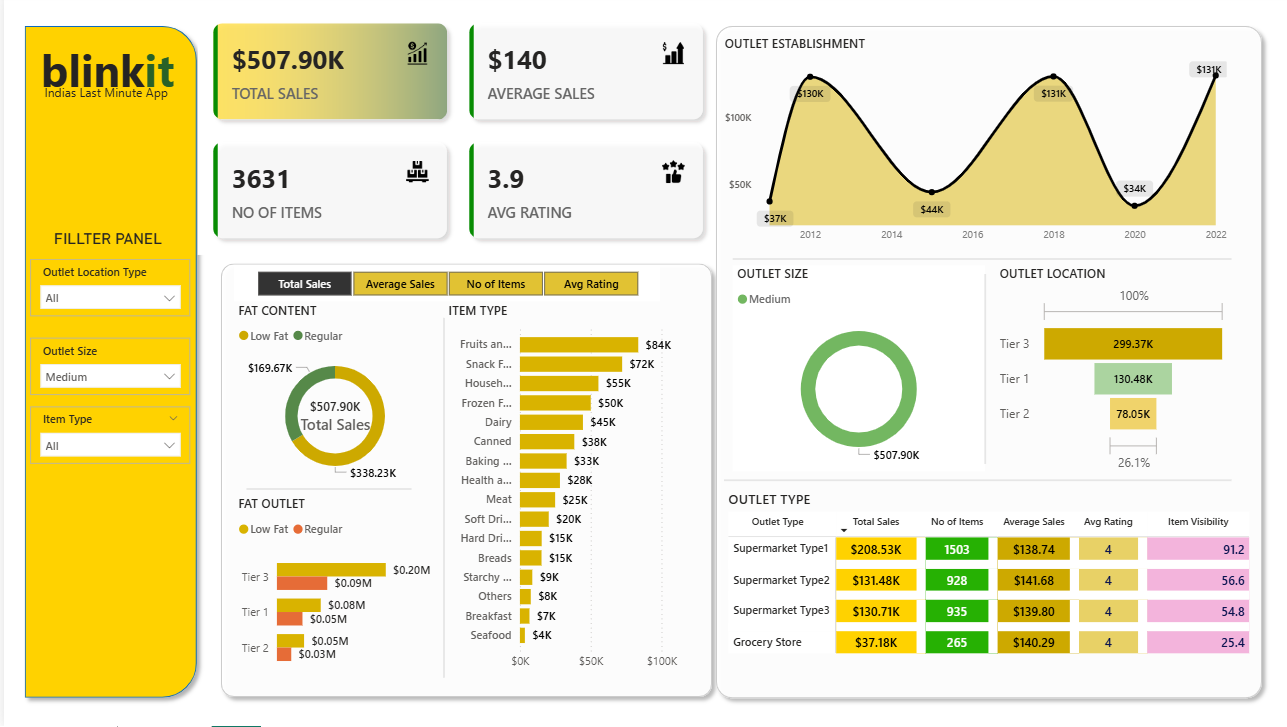 blinkit
Indias Last Minute App
FILLTER PANEL
Outlet Location Type
All
Outlet Size
Medium
Item Type
All
$507.90K
TOTAL SALES
$140
AVERAGE SALES
3631
NO OF ITEMS
3.9
AVG RATING
Total Sales Average Sales No of Items Avg Rating
FAT CONTENT
Low Fat Regular
$169.67K
$507.90K
Total Sales
$338.23K
FAT OUTLET
Low Fat Regular
Tier 3 $0.20M
$0.09M
Tier 1 $0.08M
$0.05M
Tier 2 $0.05M
$0.03M
ITEM TYPE
Fruits an... $84K
Snack F... $72K
Househ... $55K
Frozen F... $50K
Dairy $45K
Canned $38K
Baking ... $33K
Health a... $28K
Meat $25K
Soft Dri... $20K
Hard Dri... $15K
Breads $15K
Starchy ... $9K
Others $8K
Breakfast $7K
Seafood $4K
$0K $50K $100K
OUTLET ESTABLISHMENT
$131K
$130K $131K
$100K
$50K
$34K
$44K
$37K
2012 2014 2016 2018 2020 2022
OUTLET SIZE
Medium
$507.90K
OUTLET LOCATION
100%
Tier 3 299.37K
Tier 1 130.48K
Tier 2 78.05K
26.1%
OUTLET TYPE
Outlet Type Total Sales No of Items Average Sales Avg Rating Item Visibility
Supermarket Type1 $208.53K 1503 $138.74 4 91.2
Supermarket Type2 $131.48K 928 $141.68 4 56.6
Supermarket Type3 $130.71K 935 $139.80 4 54.8
Grocery Store $37.18K 265 $140.29 4 25.4